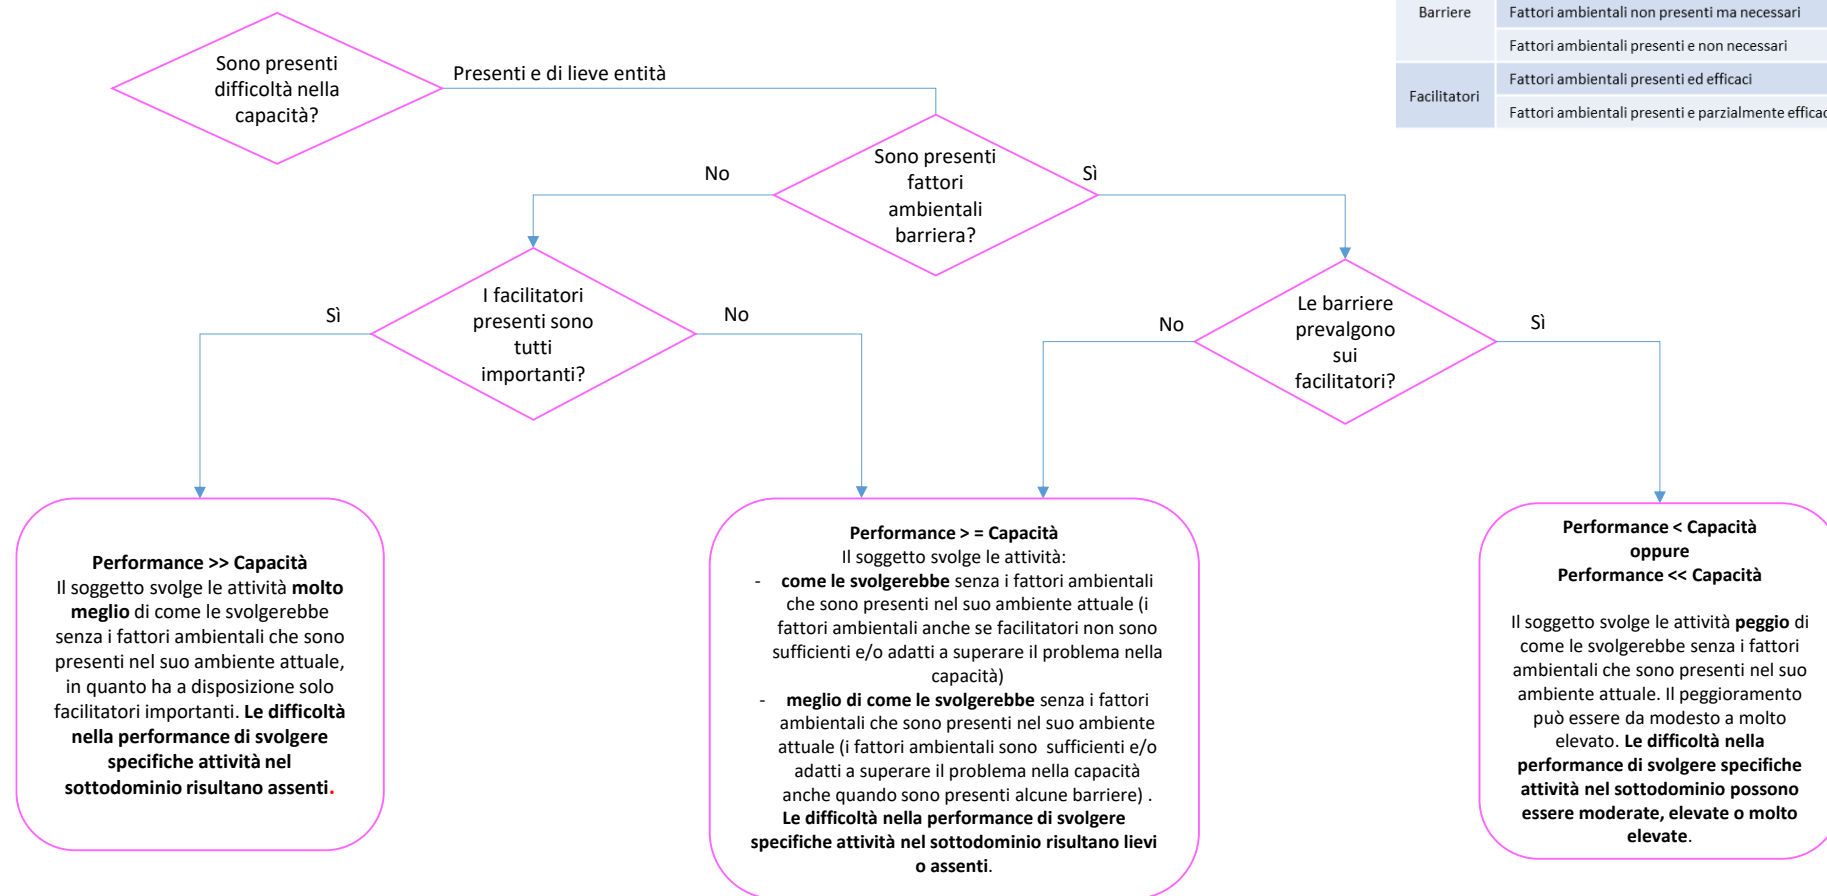 Barriere
Fattori ambientali non presenti ma necessari
Fattori ambientali presenti e non necessari
Facilitatori
Fattori ambientali presenti ed efficaci
Fattori ambientali presenti e parzialmente efficac
Sono presenti
difficoltà nella
capacità?
Presenti e di lieve entità
Sono presenti
fattori
ambientali
barriera?
No
Sì
I facilitatori
presenti sono
tutti
importanti?
Sì
No
Le barriere
prevalgono
sui
facilitatori?
No
Sì
Performance >> Capacità
Il soggetto svolge le attività molto
meglio di come le svolgerebbe
senza i fattori ambientali che sono
presenti nel suo ambiente attuale,
in quanto ha a disposizione solo
facilitatori importanti. Le difficoltà
nella performance di svolgere
specifiche attività nel
sottodominio risultano assenti.
Performance > = Capacità
Il soggetto svolge le attività:
- come le svolgerebbe senza i fattori ambientali
che sono presenti nel suo ambiente attuale (i
fattori ambientali anche se facilitatori non sono
sufficienti e/o adatti a superare il problema nella
capacità)
- meglio di come le svolgerebbe senza i fattori
ambientali che sono presenti nel suo ambiente
attuale (i fattori ambientali sono sufficienti e/o
adatti a superare il problema nella capacità
anche quando sono presenti alcune barriere) .
Le difficoltà nella performance di svolgere
specifiche attività nel sottodominio risultano lievi
o assenti.
Performance < Capacità
oppure
Performance << Capacità
Il soggetto svolge le attività peggio di
come le svolgerebbe senza i fattori
ambientali che sono presenti nel suo
ambiente attuale. Il peggioramento
può essere da modesto a molto
elevato. Le difficoltà nella
performance di svolgere specifiche
attività nel sottodominio possono
essere moderate, elevate o molto
elevate.